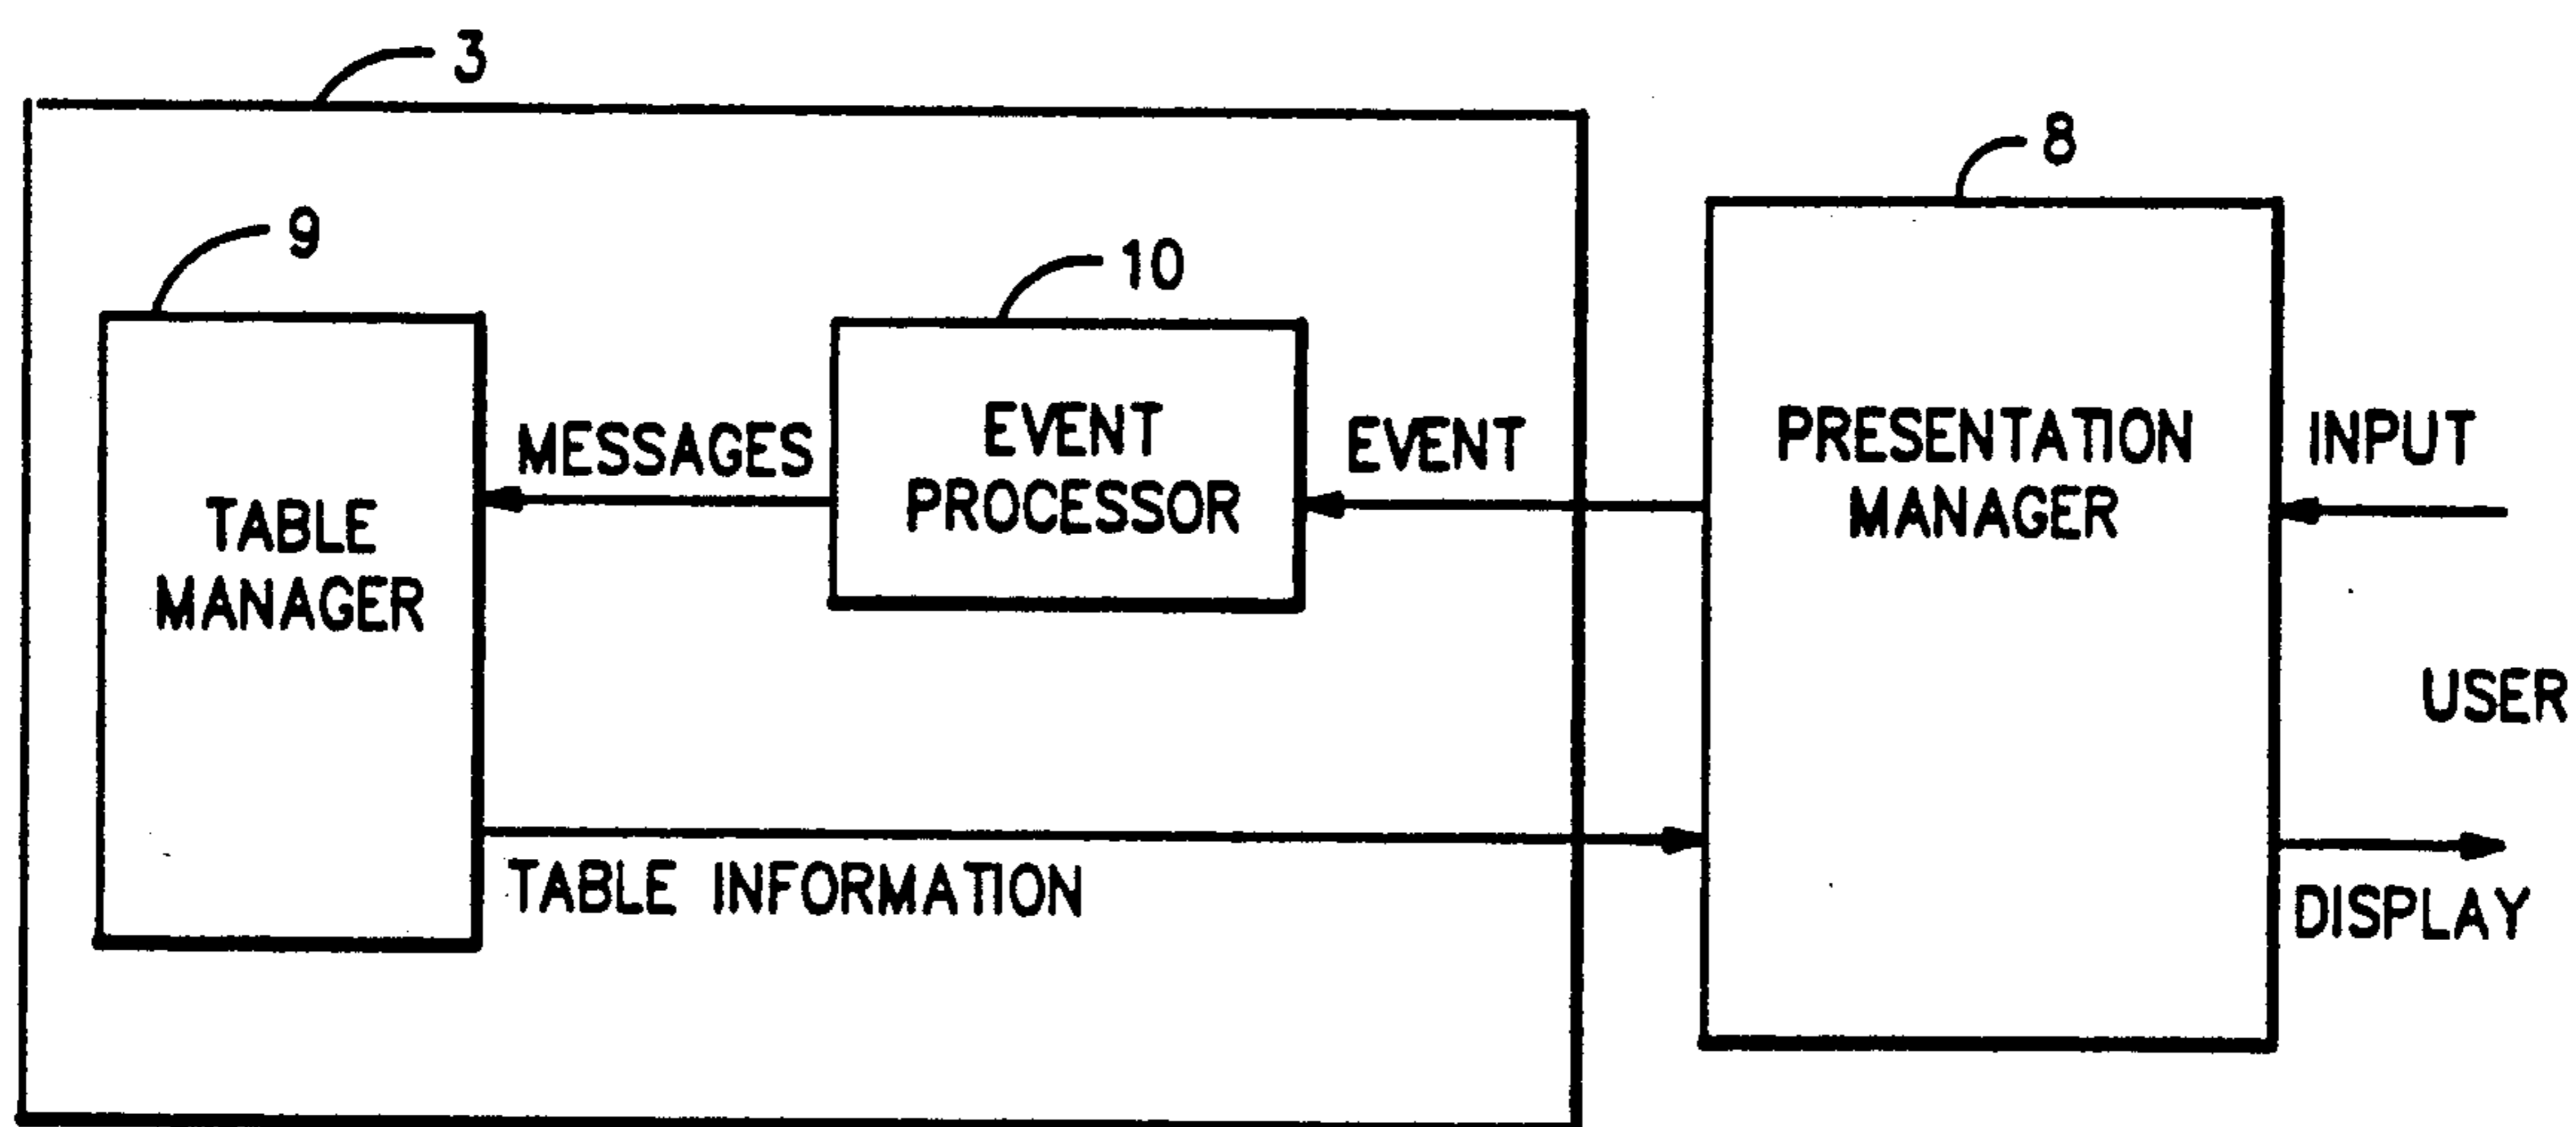 3
8
9
10
MESSAGES
EVENT
PROCESSOR
EVENT
PRESENTATION
MANAGER
INPUT
TABLE
MANAGER
USER
TABLE INFORMATION
DISPLAY